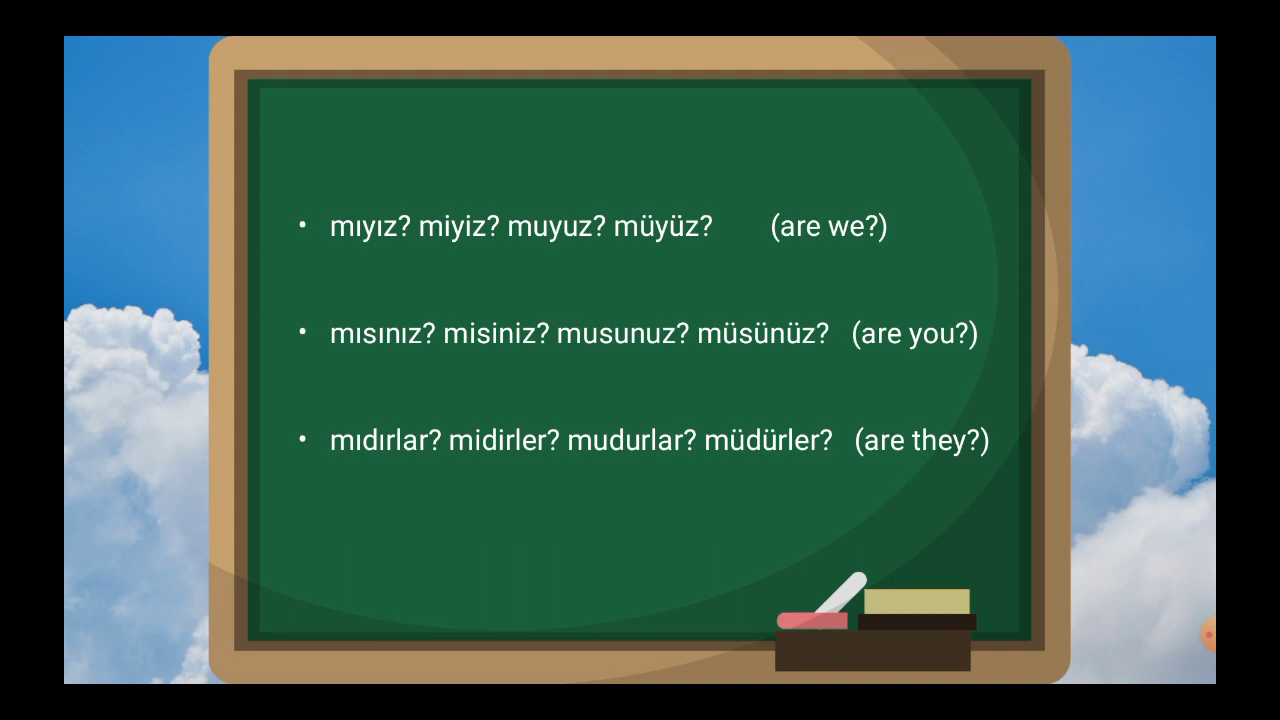 • mıyız? miyiz? muyuz? müyüz? (are we?)
• mısınız? misiniz? musunuz? müsünüz? (are you?)
• mıdırlar? midirler? mudurlar? müdürler? (are they?)